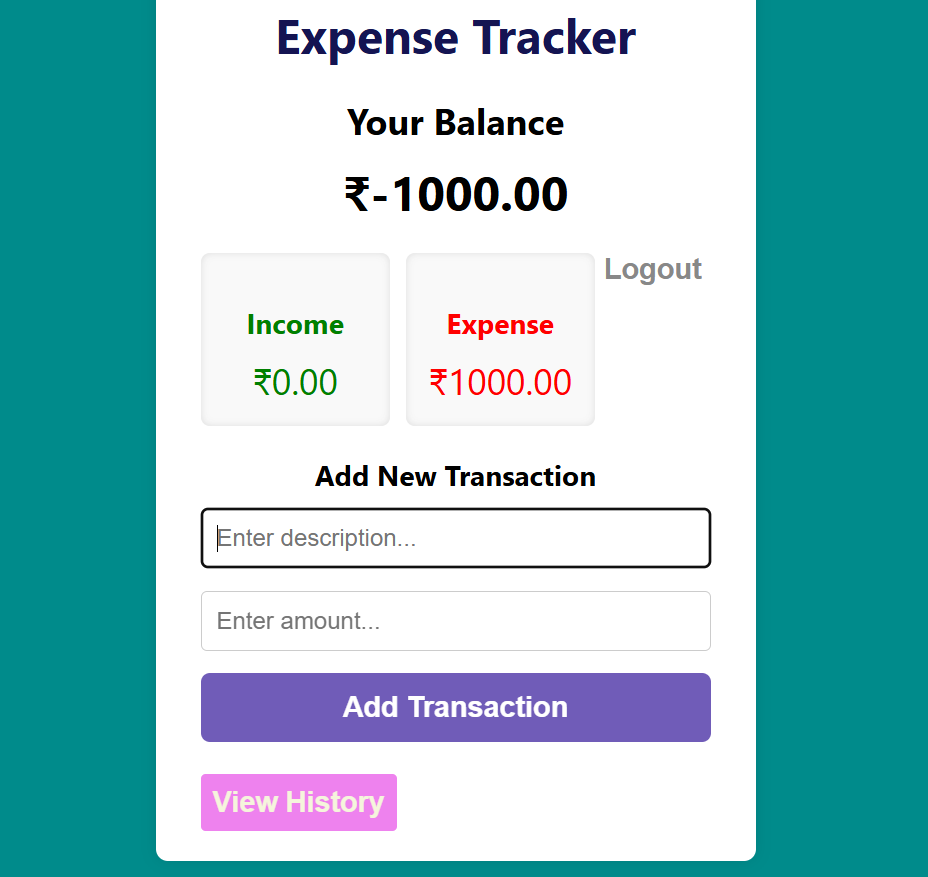 Expense Tracker
Your Balance
₹-1000.00
Logout
Income
Expense
₹0.00
₹1000.00
Add New Transaction
Enter description...
Enter amount...
Add Transaction
View History